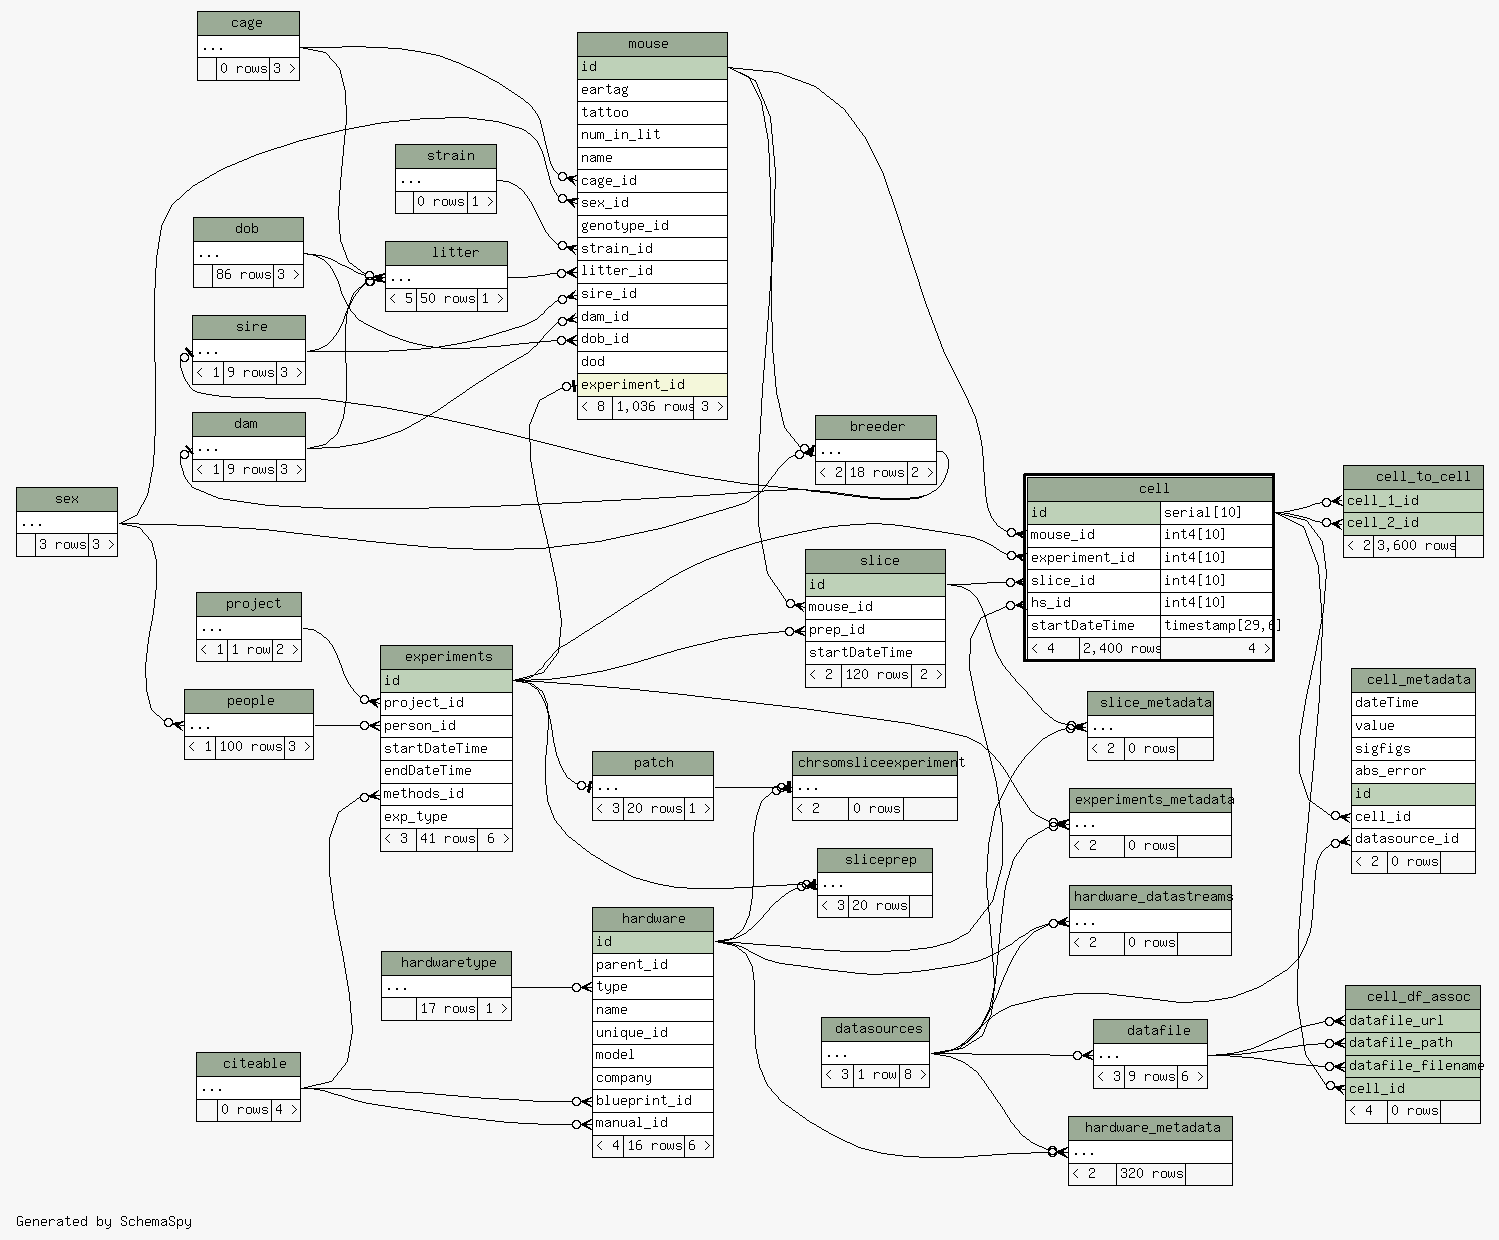 cage
...
0 rows 3 >
mouse
id
eartag
tattoo
num_in_lit
name
cage_id
sex_id
genotype_id
strain_id
litter_id
sire_id
dam_id
dob_id
dod
experiment_id
< 8 1,036 rows 3 >
strain
...
0 rows 1 >
dob
...
86 rows 3 >
litter
...
< 5 50 rows 1 >
sire
...
< 1 9 rows 3 >
dam
...
< 1 9 rows 3 >
breeder
...
< 2 18 rows 2 >
sex
...
3 rows 3 >
cell
id serial[10]
mouse_id int4[10]
experiment_id int4[10]
slice_id int4[10]
hs_id int4[10]
startDateTime timestamp[29,6]
< 4 2,400 rows 4 >
cell_to_cell
cell_1_id
cell_2_id
< 2 3,600 rows
slice
id
mouse_id
prep_id
startDateTime
< 2 120 rows 2 >
project
...
< 1 1 row 2 >
people
...
< 1 100 rows 3 >
experiments
id
project_id
person_id
startDateTime
endDateTime
methods_id
exp_type
< 3 41 rows 6 >
cell_metadata
dateTime
value
sigfigs
abs_error
id
cell_id
datasource_id
< 2 0 rows
slice_metadata
...
< 2 0 rows
patch
...
< 3 20 rows 1 >
chrsomsliceexperiment
...
< 2 0 rows
experiments_metadata
...
< 2 0 rows
sliceprep
...
< 3 20 rows
hardware_datastreams
...
< 2 0 rows
hardware
id
parent_id
type
name
unique_id
model
company
blueprint_id
manual_id
< 4 16 rows 6 >
hardwaretype
...
17 rows 1 >
citeable
...
0 rows 4 >
datasources
...
< 3 1 row 8 >
datafile
...
< 3 9 rows 6 >
cell_df_assoc
datafile_url
datafile_path
datafile_filename
cell_id
< 4 0 rows
hardware_metadata
...
< 2 320 rows
Generated by SchemaSpy